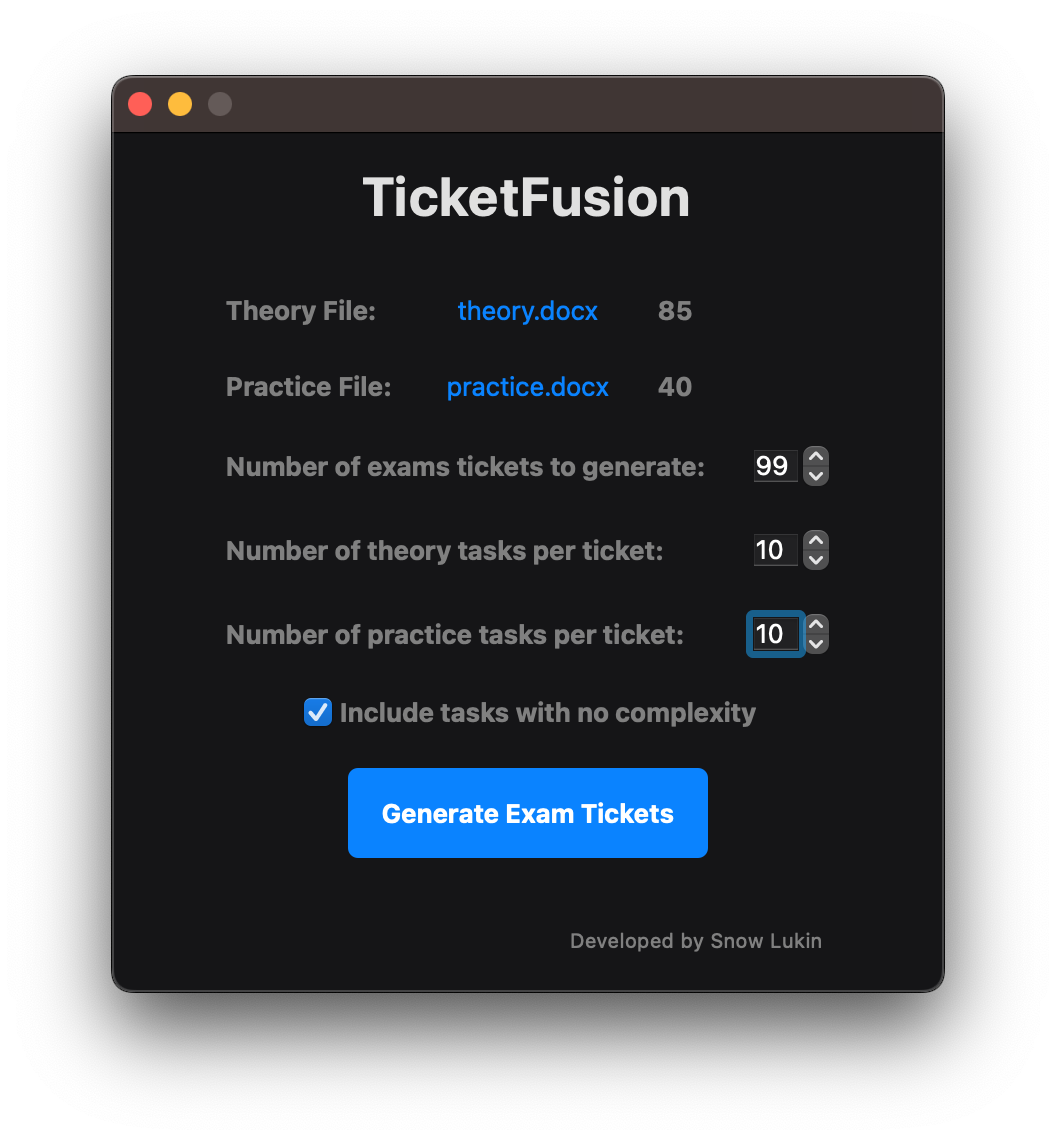 TicketFusion
Theory File: theory.docx 85
Practice File: practice.docx 40
Number of exams tickets to generate: 99
Number of theory tasks per ticket: 10
Number of practice tasks per ticket: 10
Include tasks with no complexity
Generate Exam Tickets
Developed by Snow Lukin